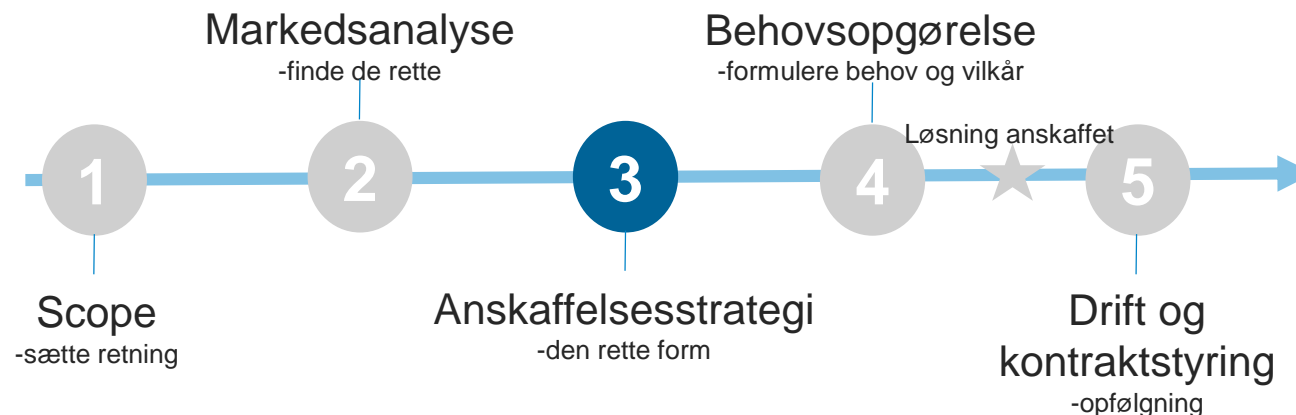 Markedsanalyse
-finde de rette
Behovsopgørelse
-formulere behov og vilkår
Løsning anskaffet
1
2
3
4
5
Scope
-sætte retning
Anskaffelsesstrategi
-den rette form
Drift og
kontraktstyring
-opfølgning